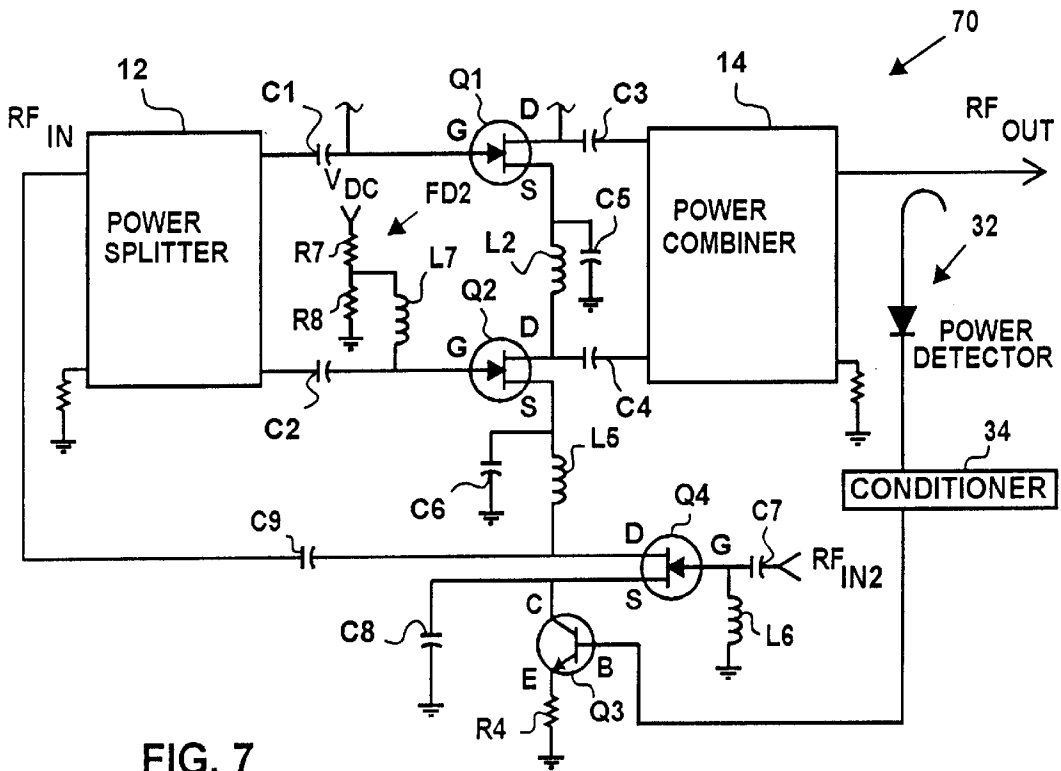 70
12
C1
Q1
D
C3
14
RF IN
G
RF OUT
S
VDC
FD2
POWER
SPLITTER
R7
L7
L2
C5
POWER
COMBINER
32
R8
Q2
D
G
POWER
DETECTOR
S
C2
C4
L5
34
C6
CONDITIONER
Q4
C7
C9
D
G
RF IN2
S
C8
C
L6
B
E
Q3
R4
FIG. 7